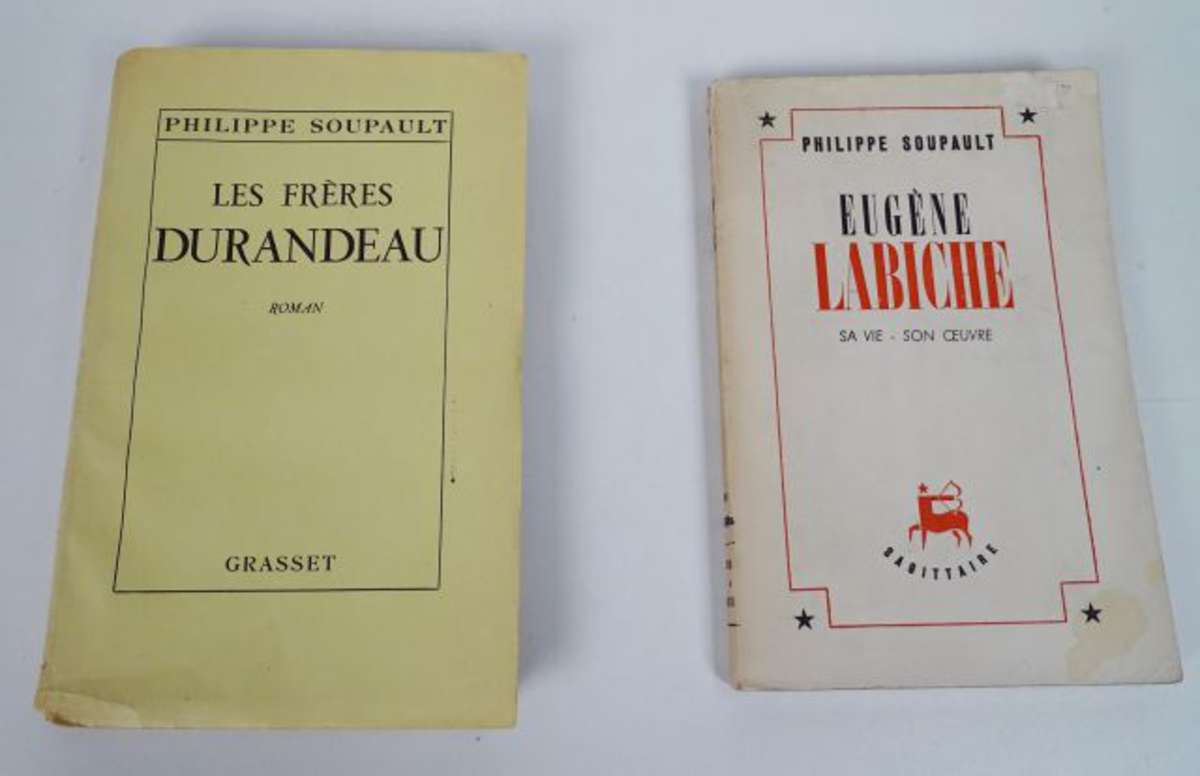 PHILIPPE SOUPAULT
LES FRÈRES
DURANDEAU
ROMAN
GRASSET
PHILIPPE SOUPAULT
EUGÈNE
LABICHE
SA VIE - SON ŒUVRE
SAGITTAIRE